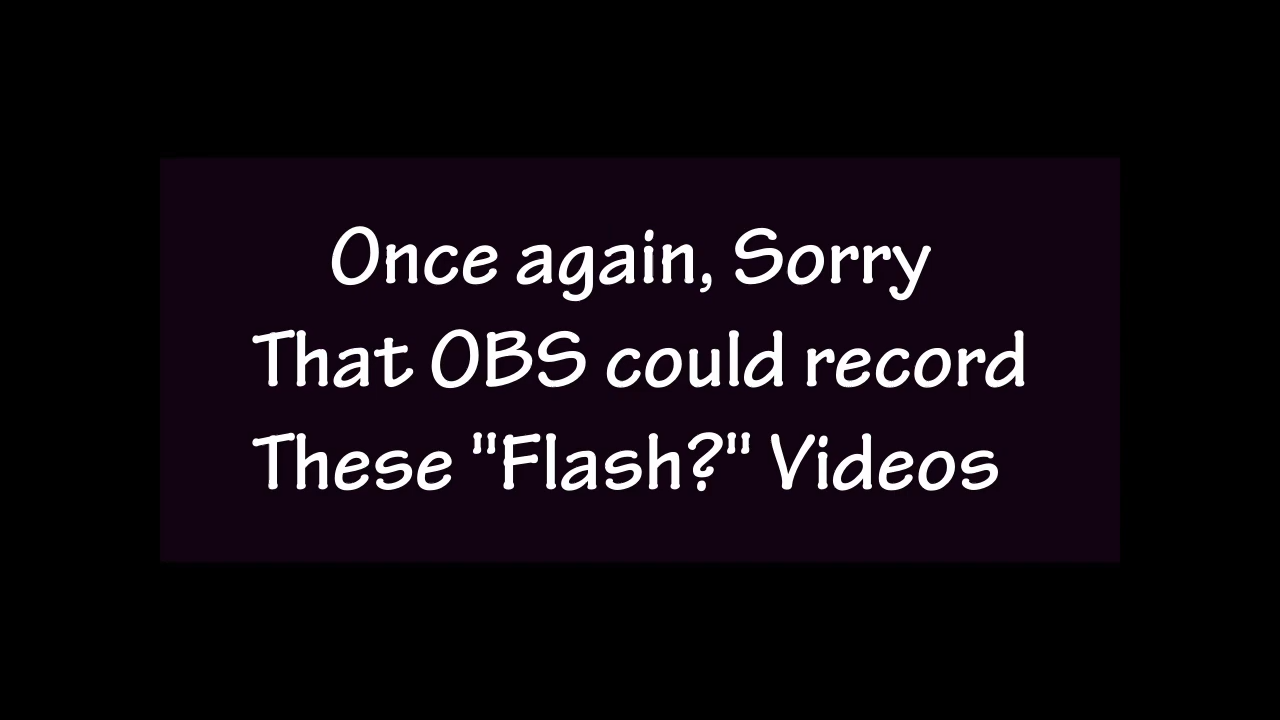 Once again, Sorry
That OBS could record
These "Flash?" Videos